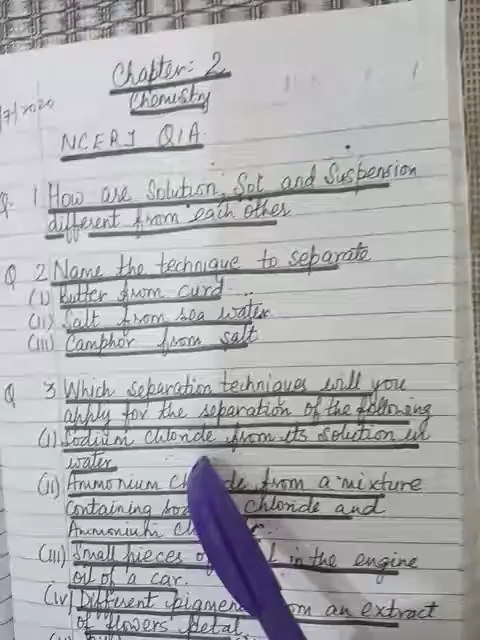 Chapter: 2
Chemistry
/7/2020
NCERT Q/A
Q. 1 How are Solution, Sol and Suspension
different from each other
Q 2 Name the technique to separate
(i) Butter from curd
(ii) Salt from sea water
(iii) Camphor from salt
Q 3 Which separation techniques will you
apply for the separation of the following
(i) Sodium chloride from its solution in
water
(ii) Ammonium from a mixture
containing chloride and
Ammonium
(iii) Small pieces in the engine
oil of a car.
(iv) Different an extract
of flowers petal